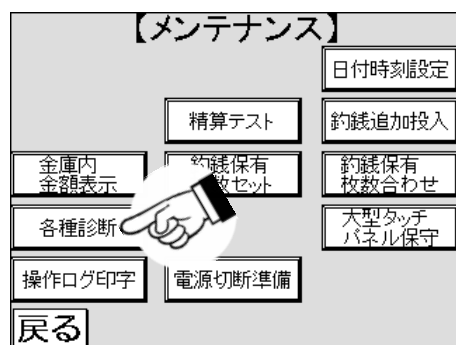 【メンテナンス】
日付時刻設定
精算テスト
釣銭追加投入
金庫内
金額表示
釣銭保有
数セット
釣銭保有
枚数合わせ
各種診断
大型タッチ
パネル保守
操作ログ印字
電源切断準備
戻る